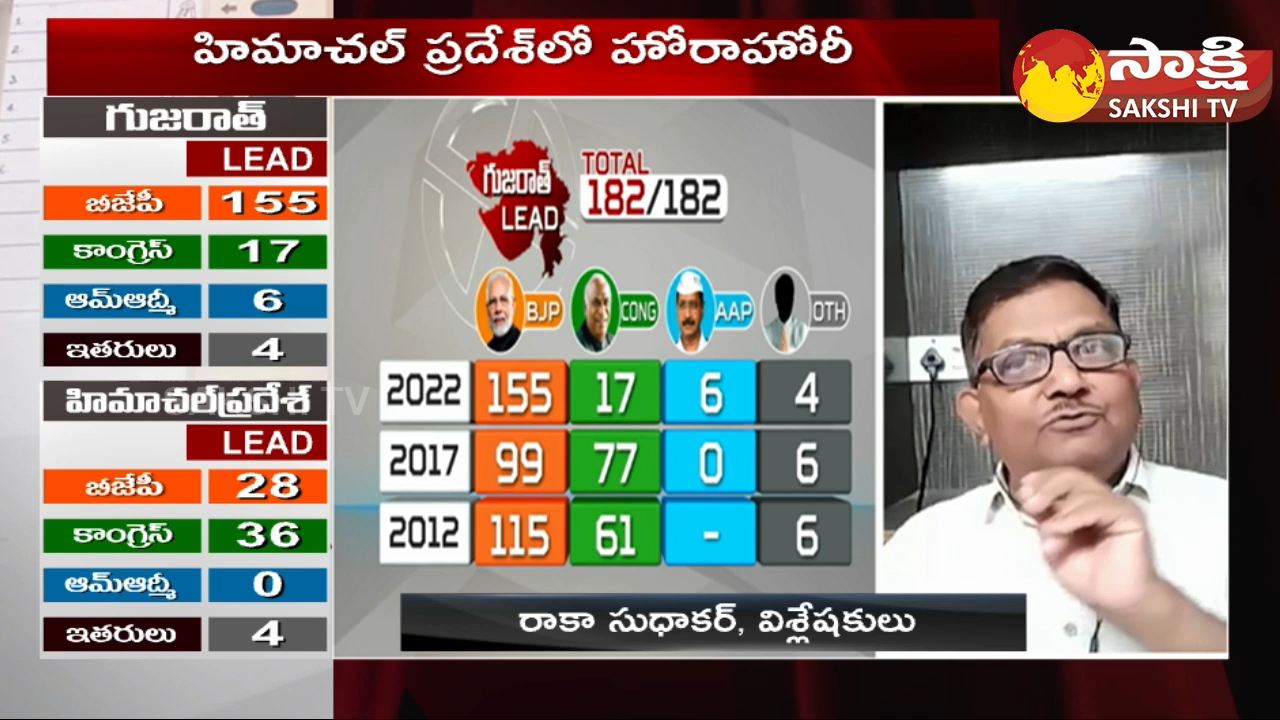 హిమాచల్ ప్రదేశ్‌లో హోరాహోరీ
సాక్షి
SAKSHI TV
గుజరాత్
LEAD
బీజేపీ 155
కాంగ్రెస్ 17
ఆమ్ఆద్మీ 6
ఇతరులు 4
హిమాచల్‌ప్రదేశ్
LEAD
బీజేపీ 28
కాంగ్రెస్ 36
ఆమ్ఆద్మీ 0
ఇతరులు 4
గుజరాత్
LEAD
TOTAL
182/182
BJP CONG AAP OTH
2022 155 17 6 4
2017 99 77 0 6
2012 115 61 - 6
రాకా సుధాకర్, విశ్లేషకులు